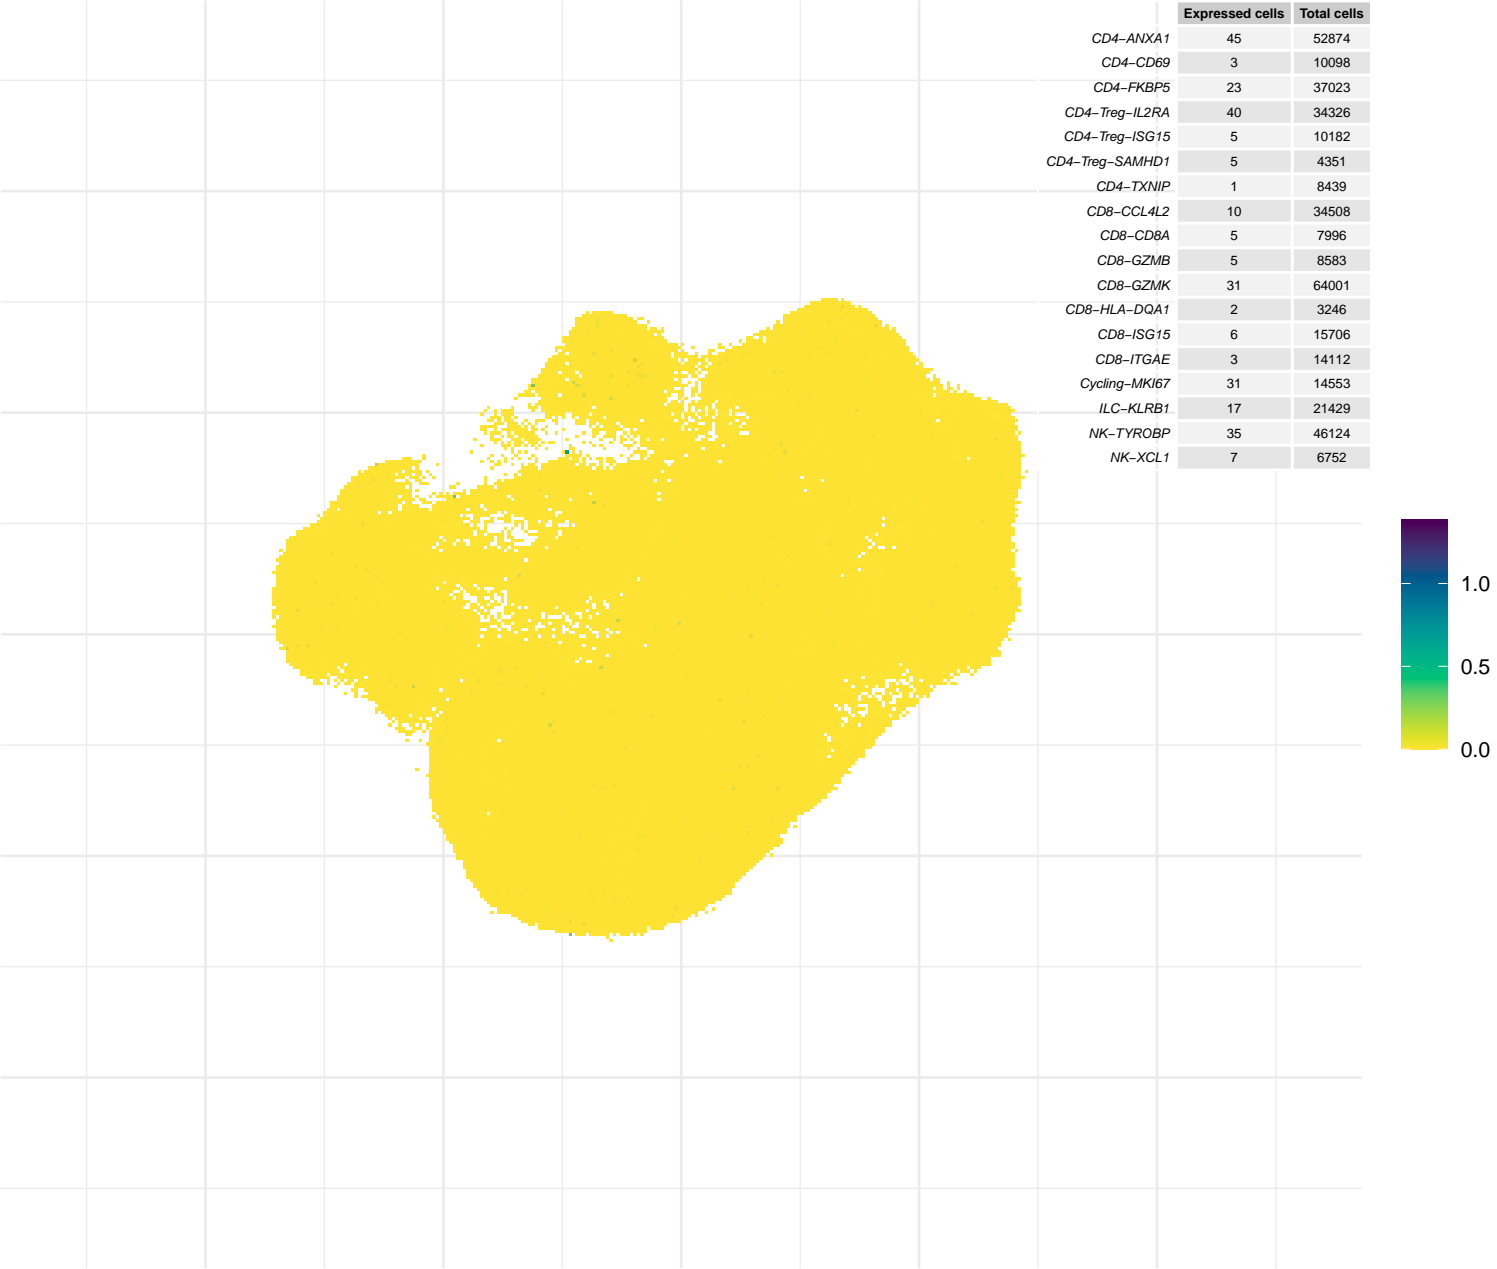 Expressed cells Total cells
CD4−ANXA1 45 52874
CD4−CD69 3 10098
CD4−FKBP5 23 37023
CD4−Treg−IL2RA 40 34326
CD4−Treg−ISG15 5 10182
CD4−Treg−SAMHD1 5 4351
CD4−TXNIP 1 8439
CD8−CCL4L2 10 34508
CD8−CD8A 5 7996
CD8−GZMB 5 8583
CD8−GZMK 31 64001
CD8−HLA−DQA1 2 3246
CD8−ISG15 6 15706
CD8−ITGAE 3 14112
Cycling−MKI67 31 14553
ILC−KLRB1 17 21429
NK−TYROBP 35 46124
NK−XCL1 7 6752
1.0
0.5
0.0